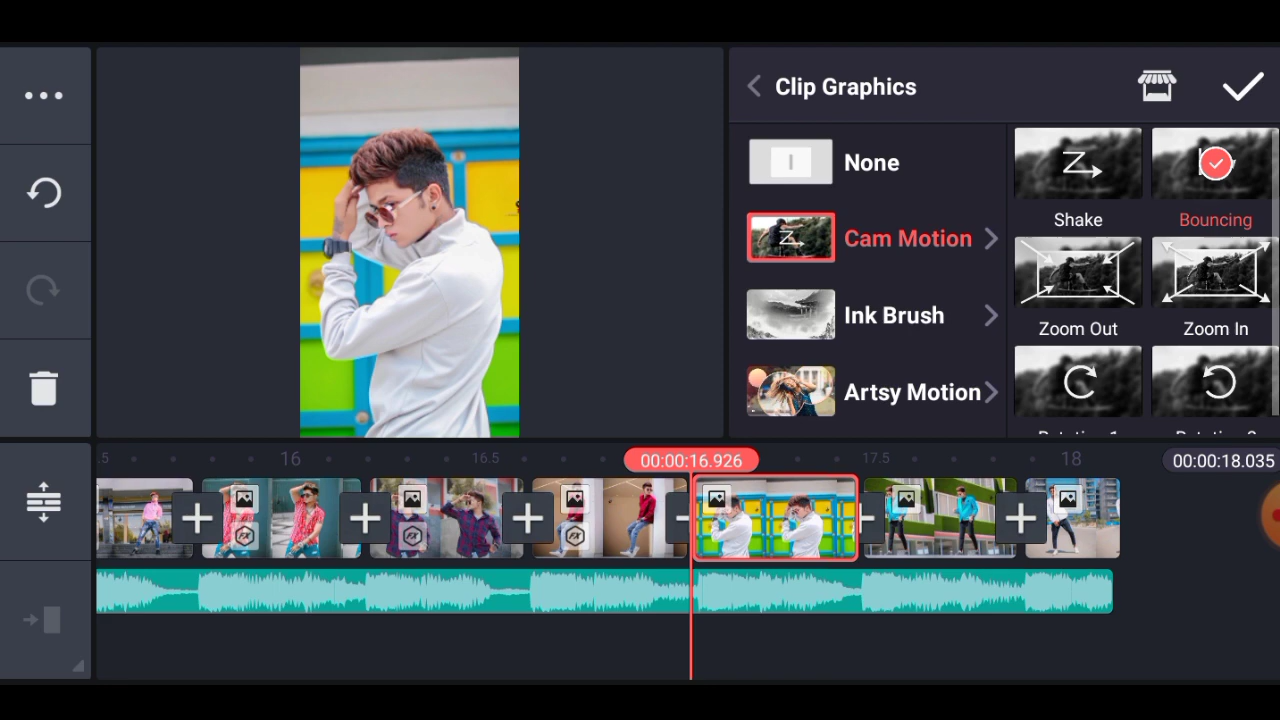 Clip Graphics
None
Cam Motion
Ink Brush
Artsy Motion
Shake
Bouncing
Zoom Out
Zoom In
.5
16
16.5
00:00:16.926
17.5
18
00:00:18.035